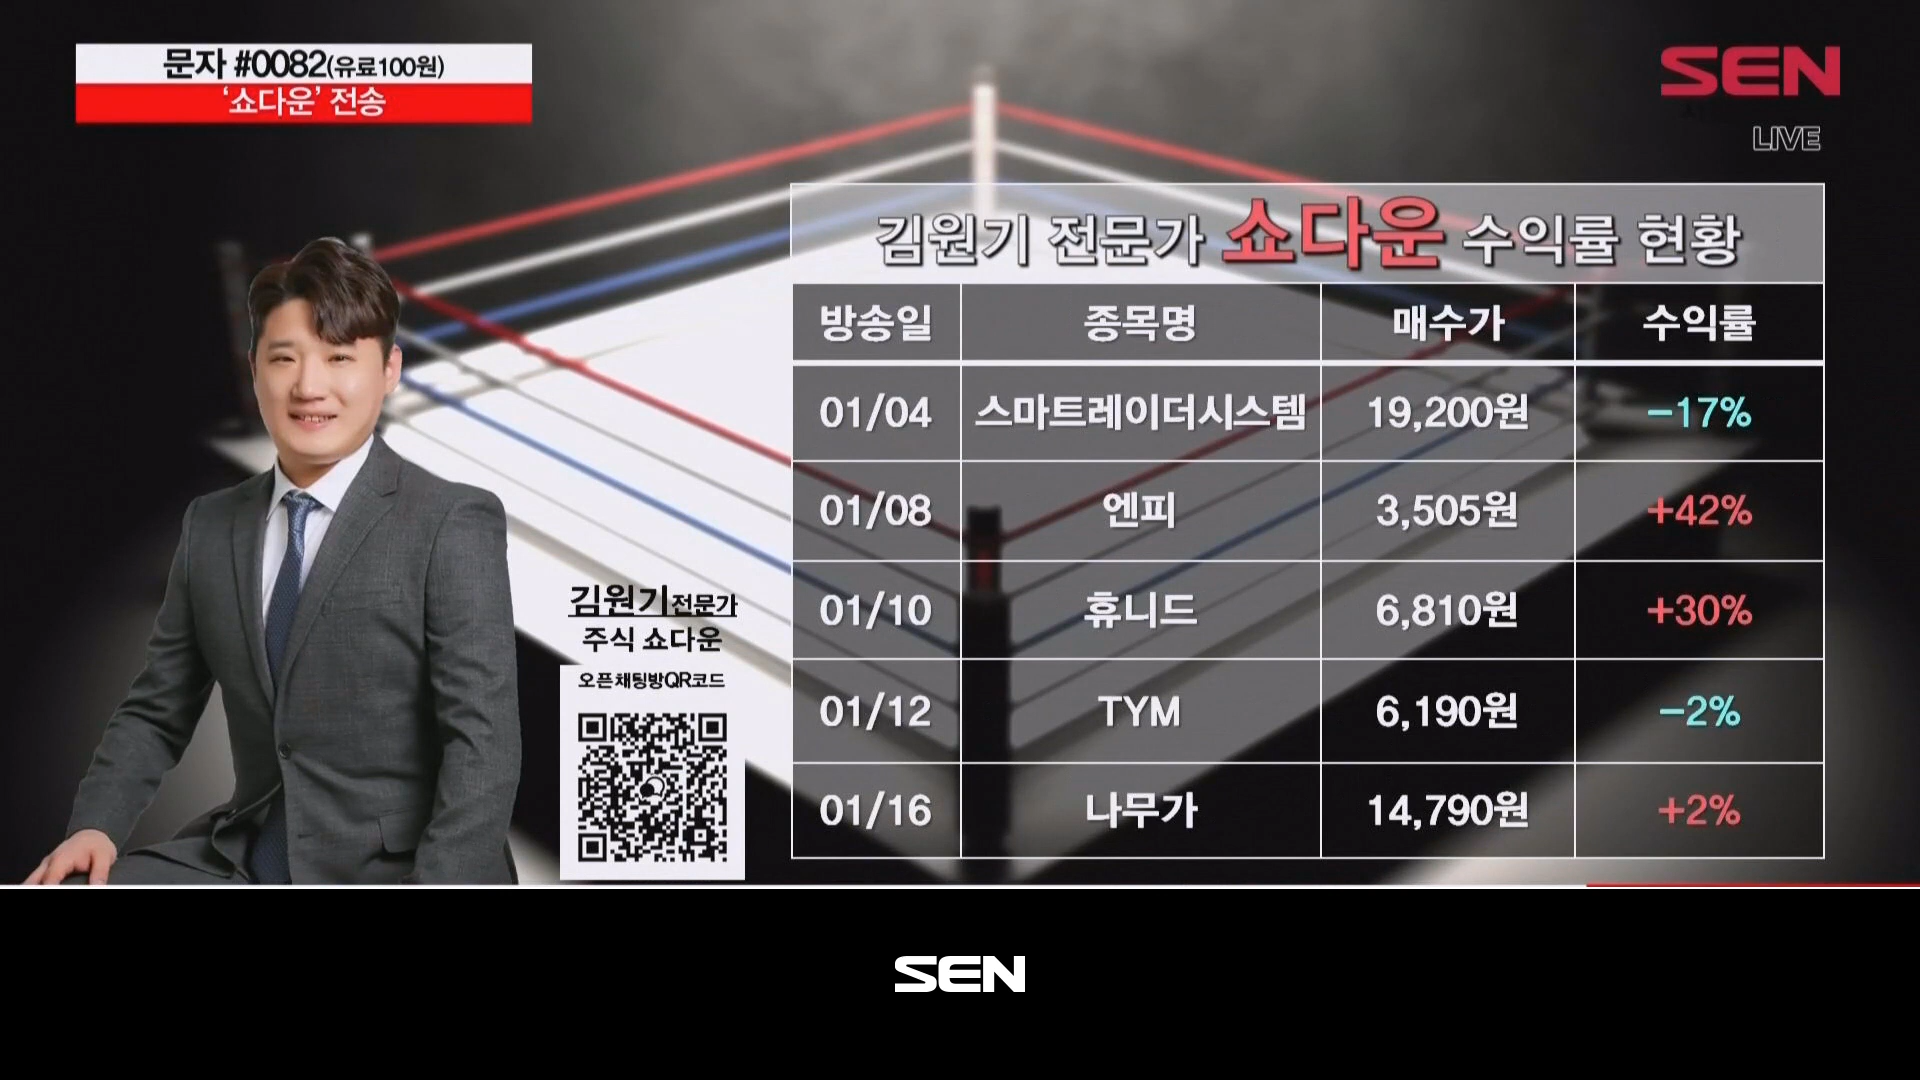 문자 #0082(유료100원)
‘쇼다운’ 전송
SEN
LIVE
김원기 전문가 쇼다운 수익률 현황
방송일 종목명 매수가 수익률
01/04 스마트레이더시스템 19,200원 -17%
01/08 엔피 3,505원 +42%
01/10 휴니드 6,810원 +30%
01/12 TYM 6,190원 -2%
01/16 나무가 14,790원 +2%
김원기전문가
주식 쇼다운
오픈채팅방QR코드
SEN